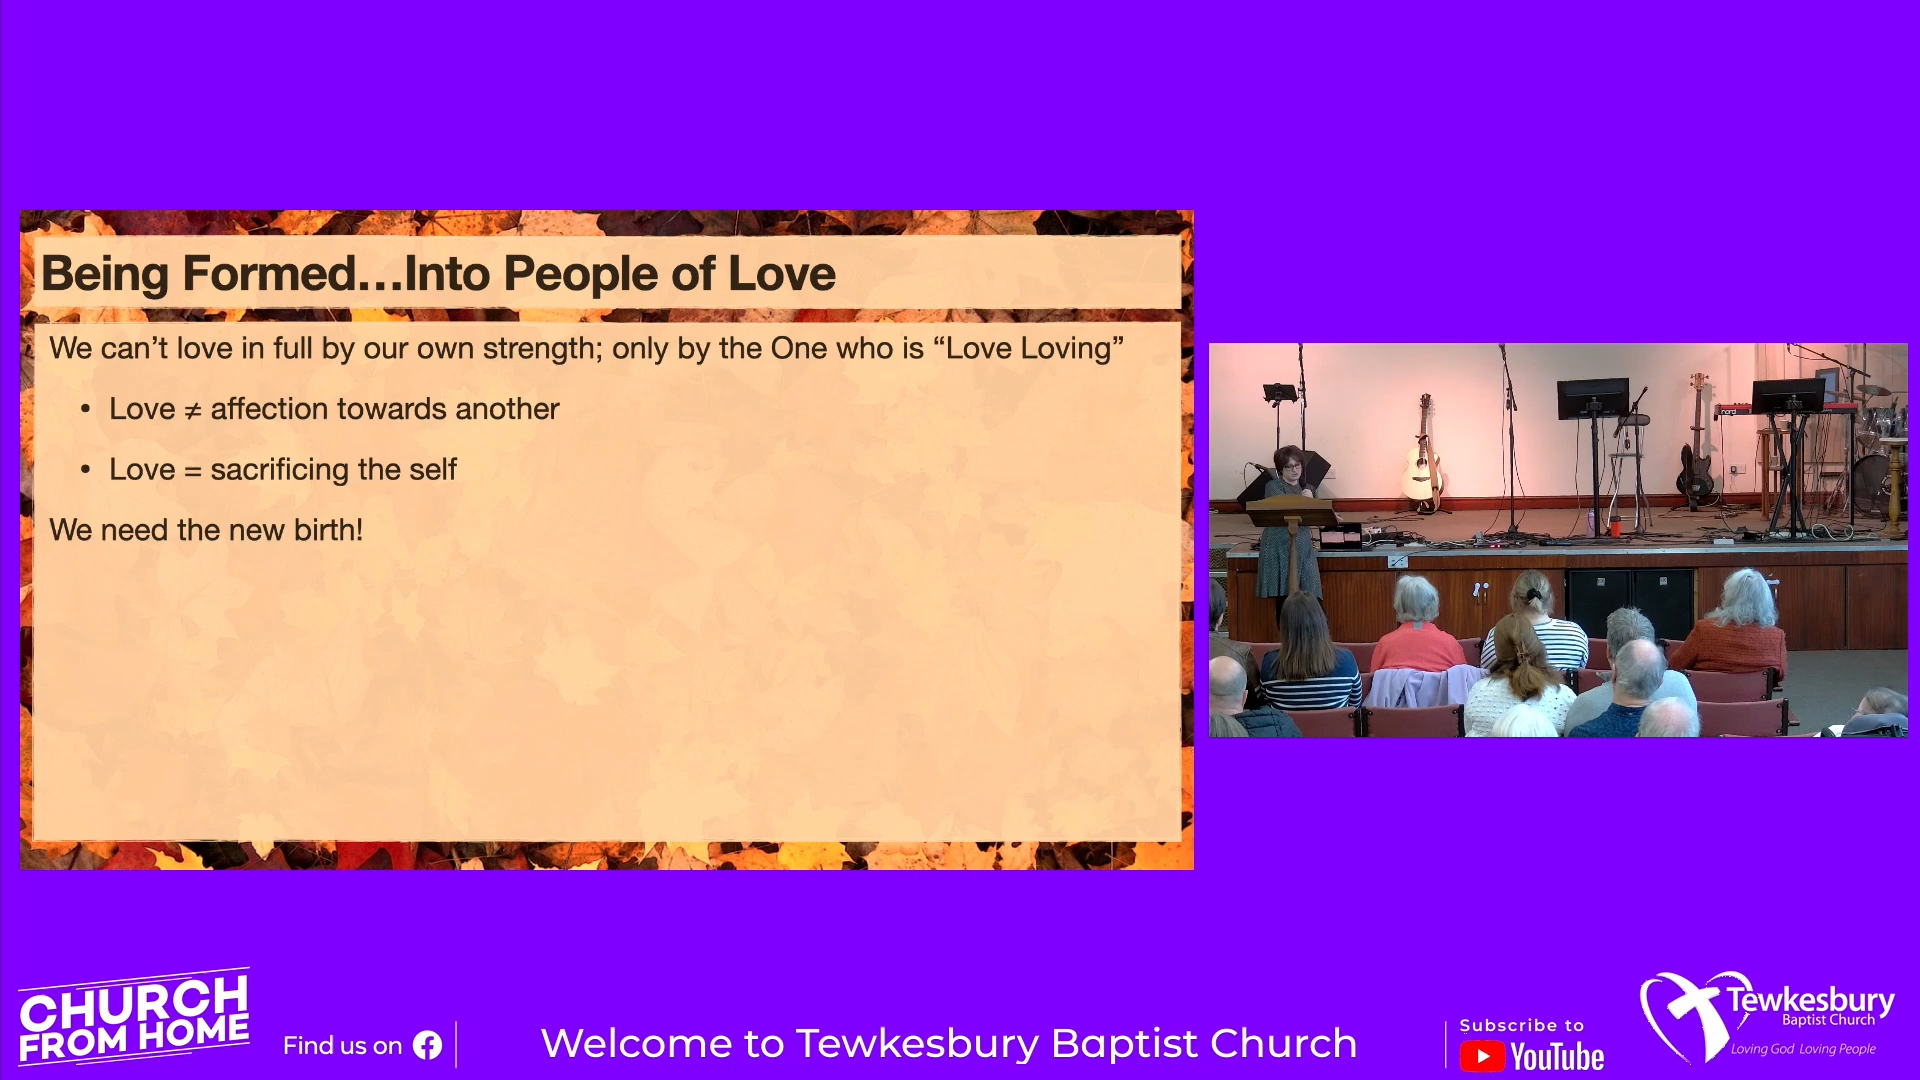 Being Formed…Into People of Love
We can’t love in full by our own strength; only by the One who is “Love Loving”
• Love ≠ affection towards another
• Love = sacrificing the self
We need the new birth!
nord
CHURCH
FROM HOME
Find us on
Welcome to Tewkesbury Baptist Church
Subscribe to
YouTube
Tewkesbury
Baptist Church
Loving God Loving People